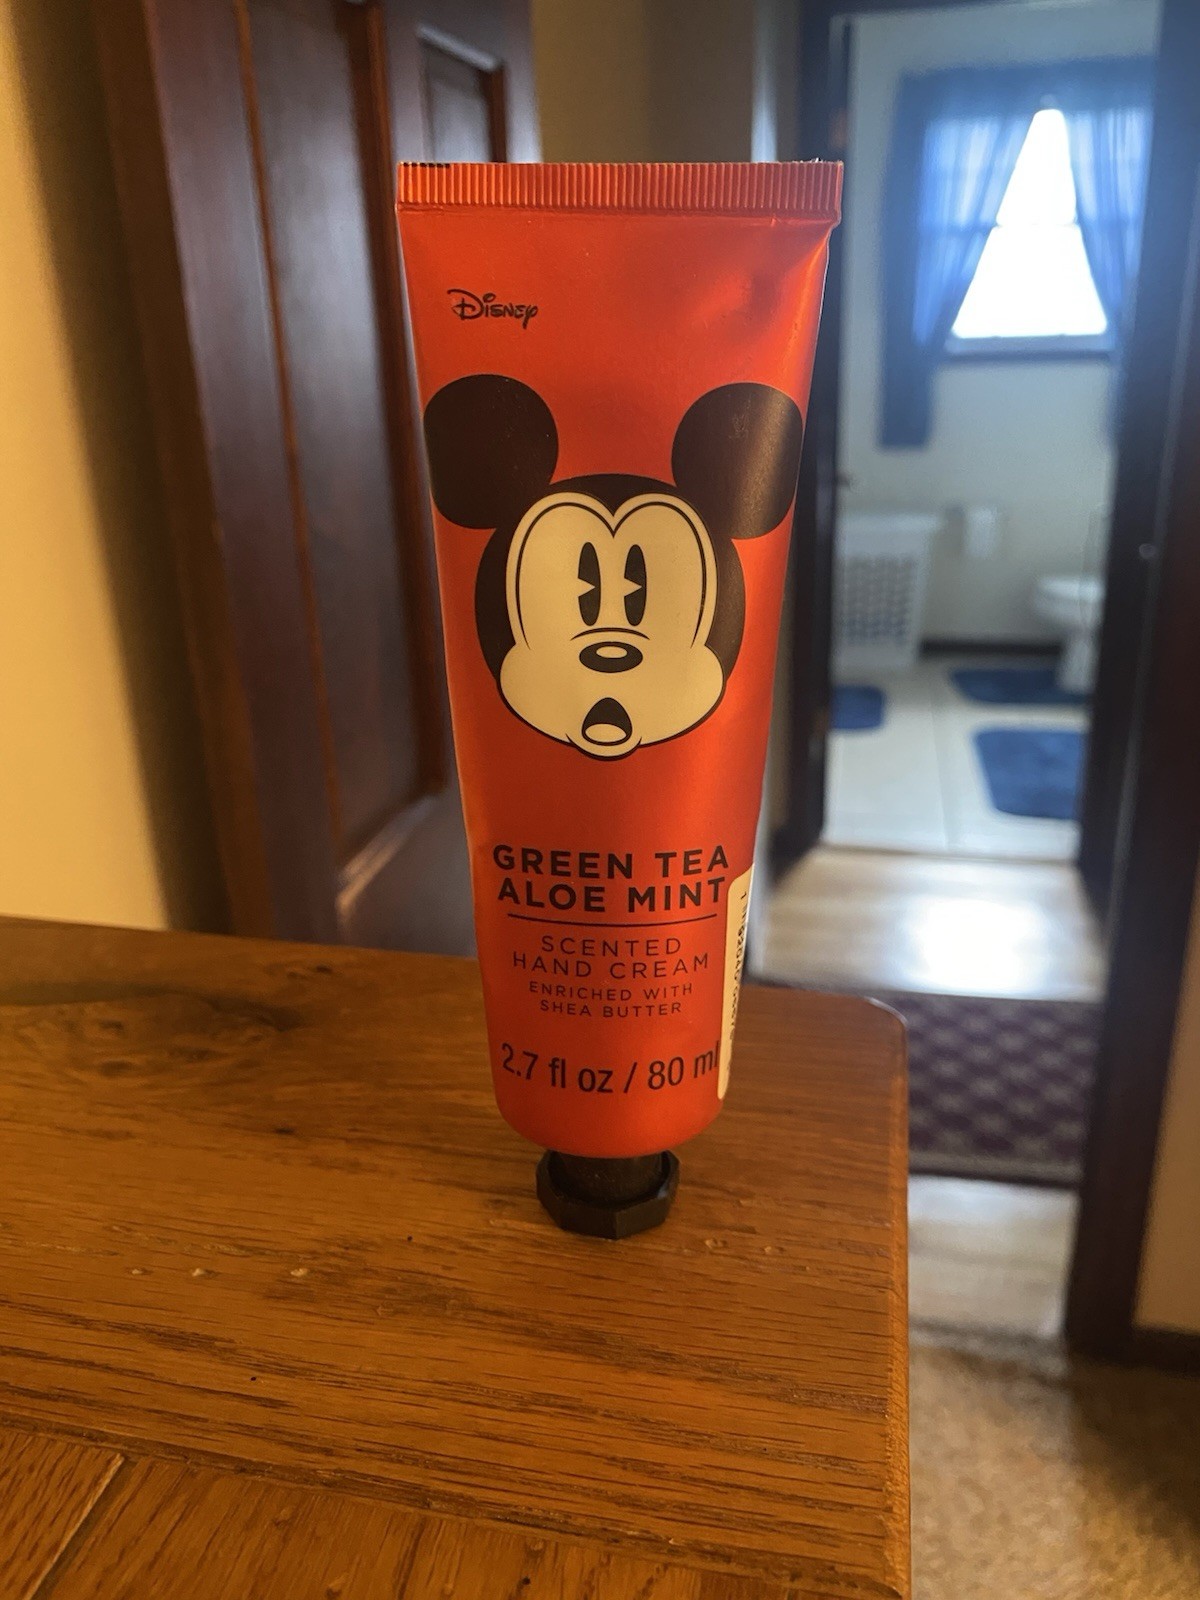 Disney
GREEN TEA
ALOE MINT
SCENTED
HAND CREAM
ENRICHED WITH
SHEA BUTTER
2.7 fl oz / 80 ml